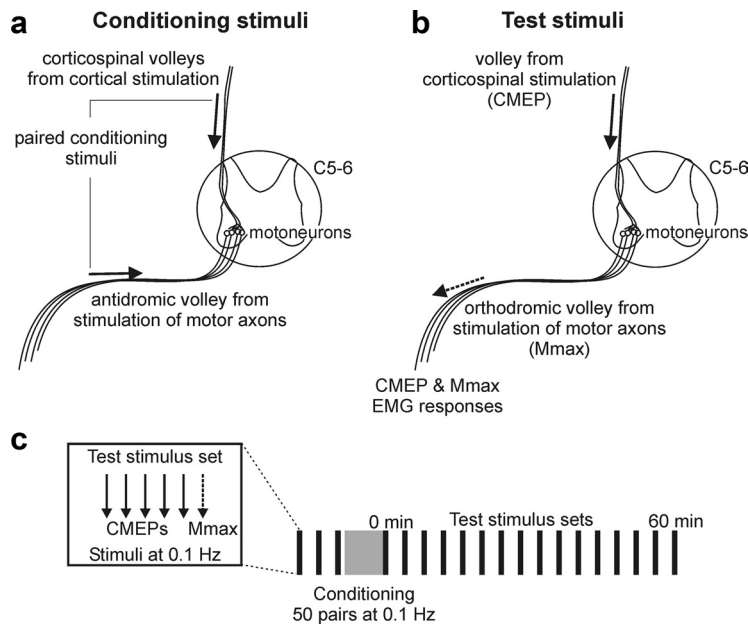 a
Conditioning stimuli
corticospinal volleys
from cortical stimulation
paired conditioning
stimuli
C5-6
motoneurons
antidromic volley from
stimulation of motor axons
b
Test stimuli
volley from
corticospinal stimulation
(CMEP)
C5-6
motoneurons
orthodromic volley from
stimulation of motor axons
(Mmax)
CMEP & Mmax
EMG responses
c
Test stimulus set
CMEPs Mmax
Stimuli at 0.1 Hz
0 min Test stimulus sets 60 min
Conditioning
50 pairs at 0.1 Hz